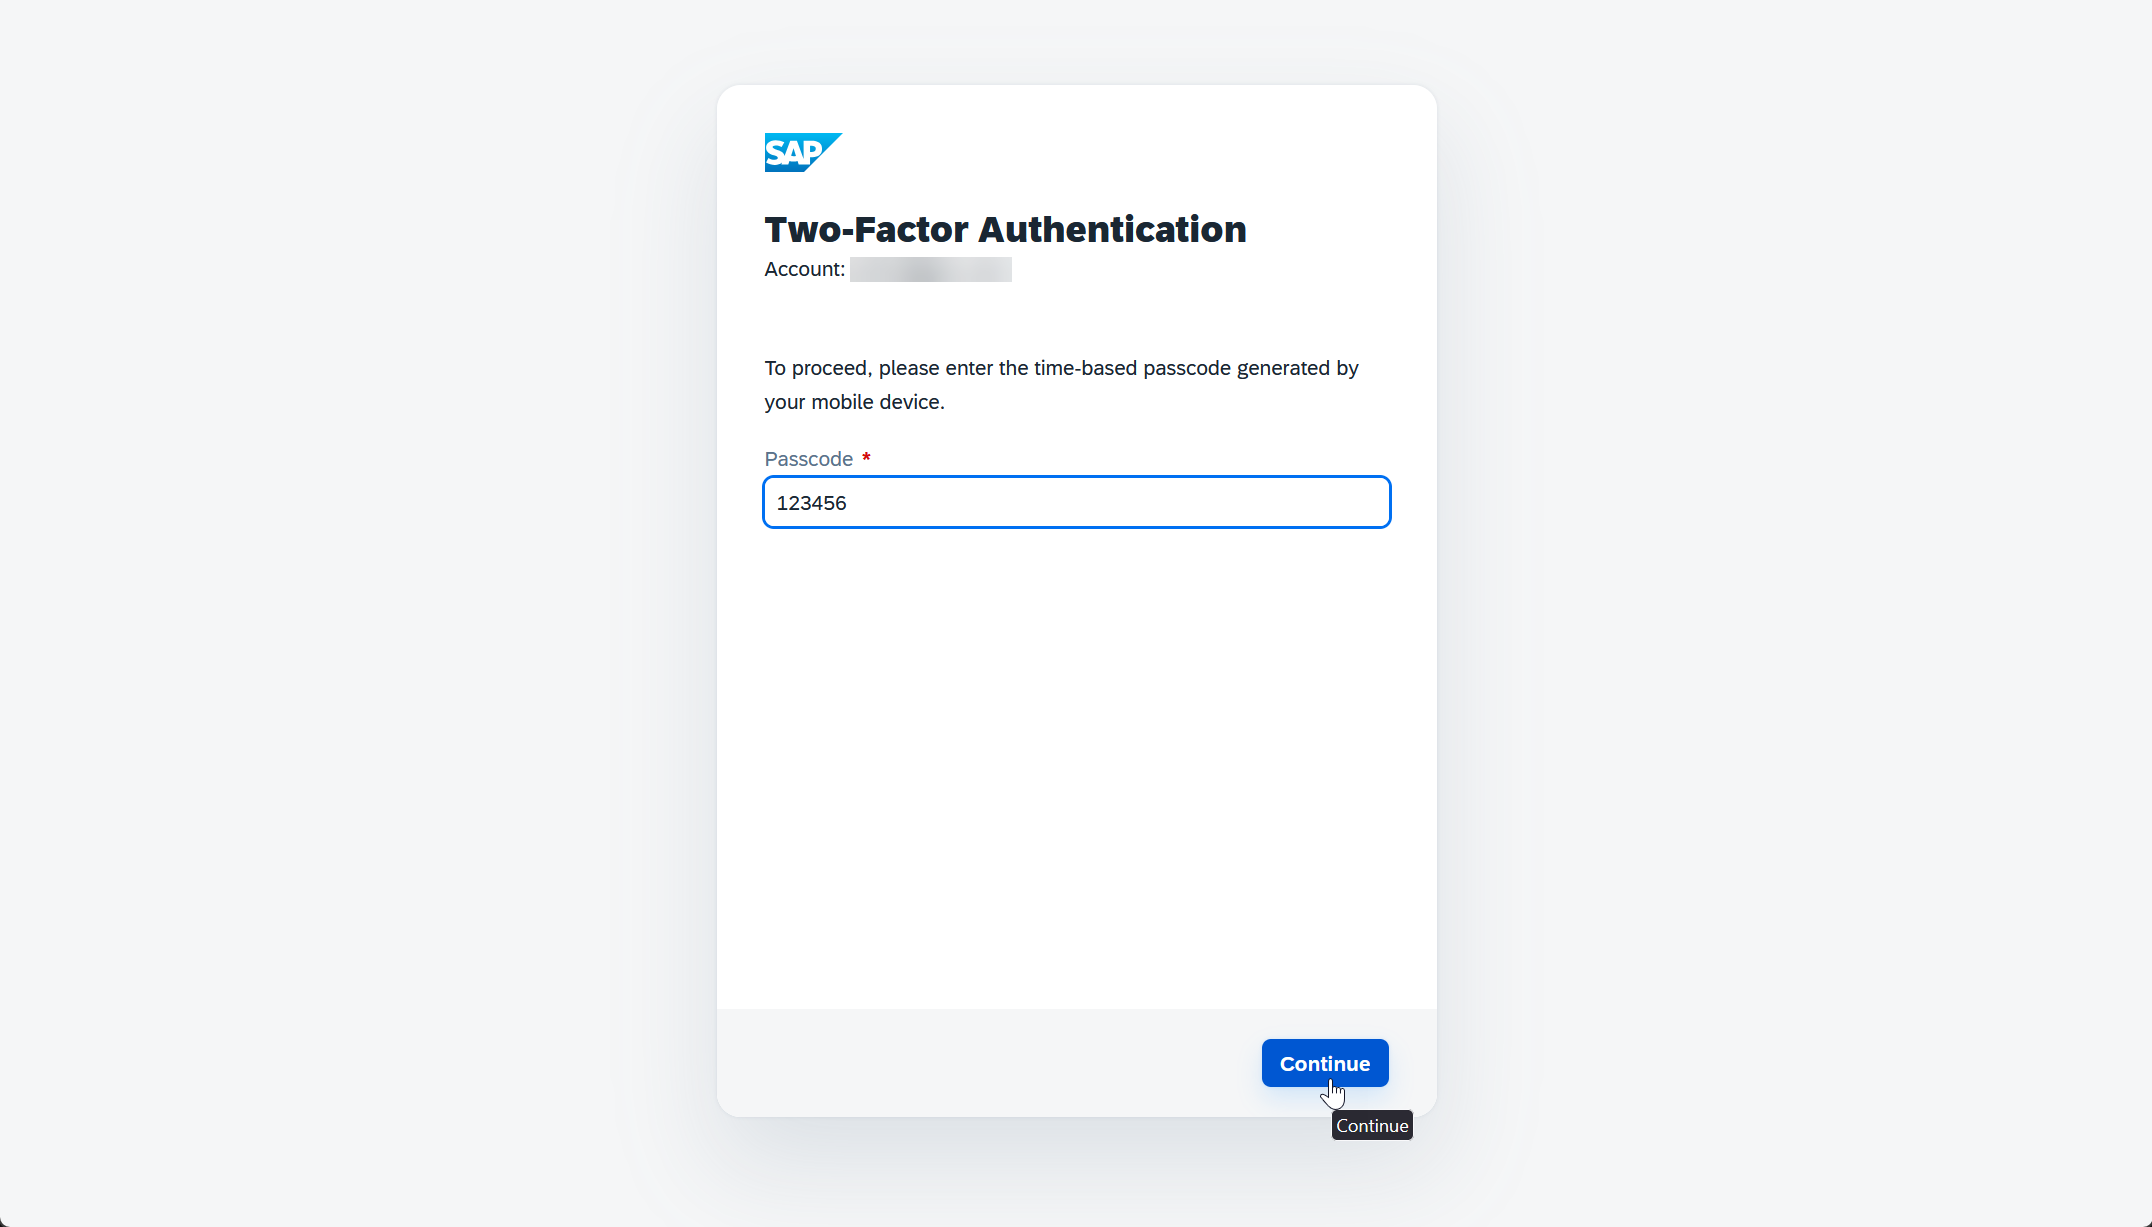 SAP
Two-Factor Authentication
Account:
To proceed, please enter the time-based passcode generated by
your mobile device.
Passcode *
123456
Continue
Continue